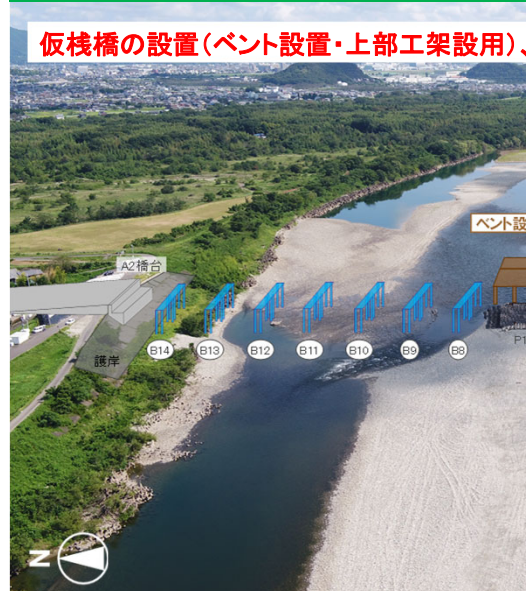 仮桟橋の設置(ベント設置・上部工架設用)、
ベント設
A2橋台
護岸
B14
B13
B12
B11
B10
B9
B8
P1
N